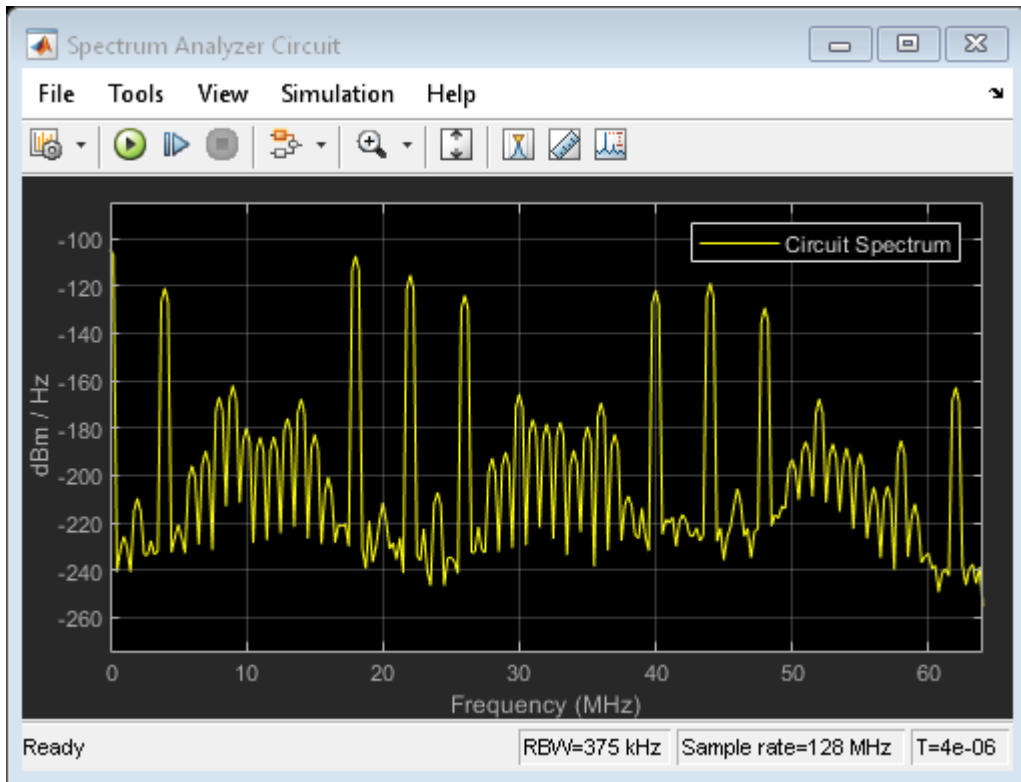 Spectrum Analyzer Circuit
File Tools View Simulation Help
Circuit Spectrum
-100
-120
-140
-160
-180
-200
-220
-240
-260
dBm / Hz
0 10 20 30 40 50 60
Frequency (MHz)
Ready RBW=375 kHz Sample rate=128 MHz T=4e-06